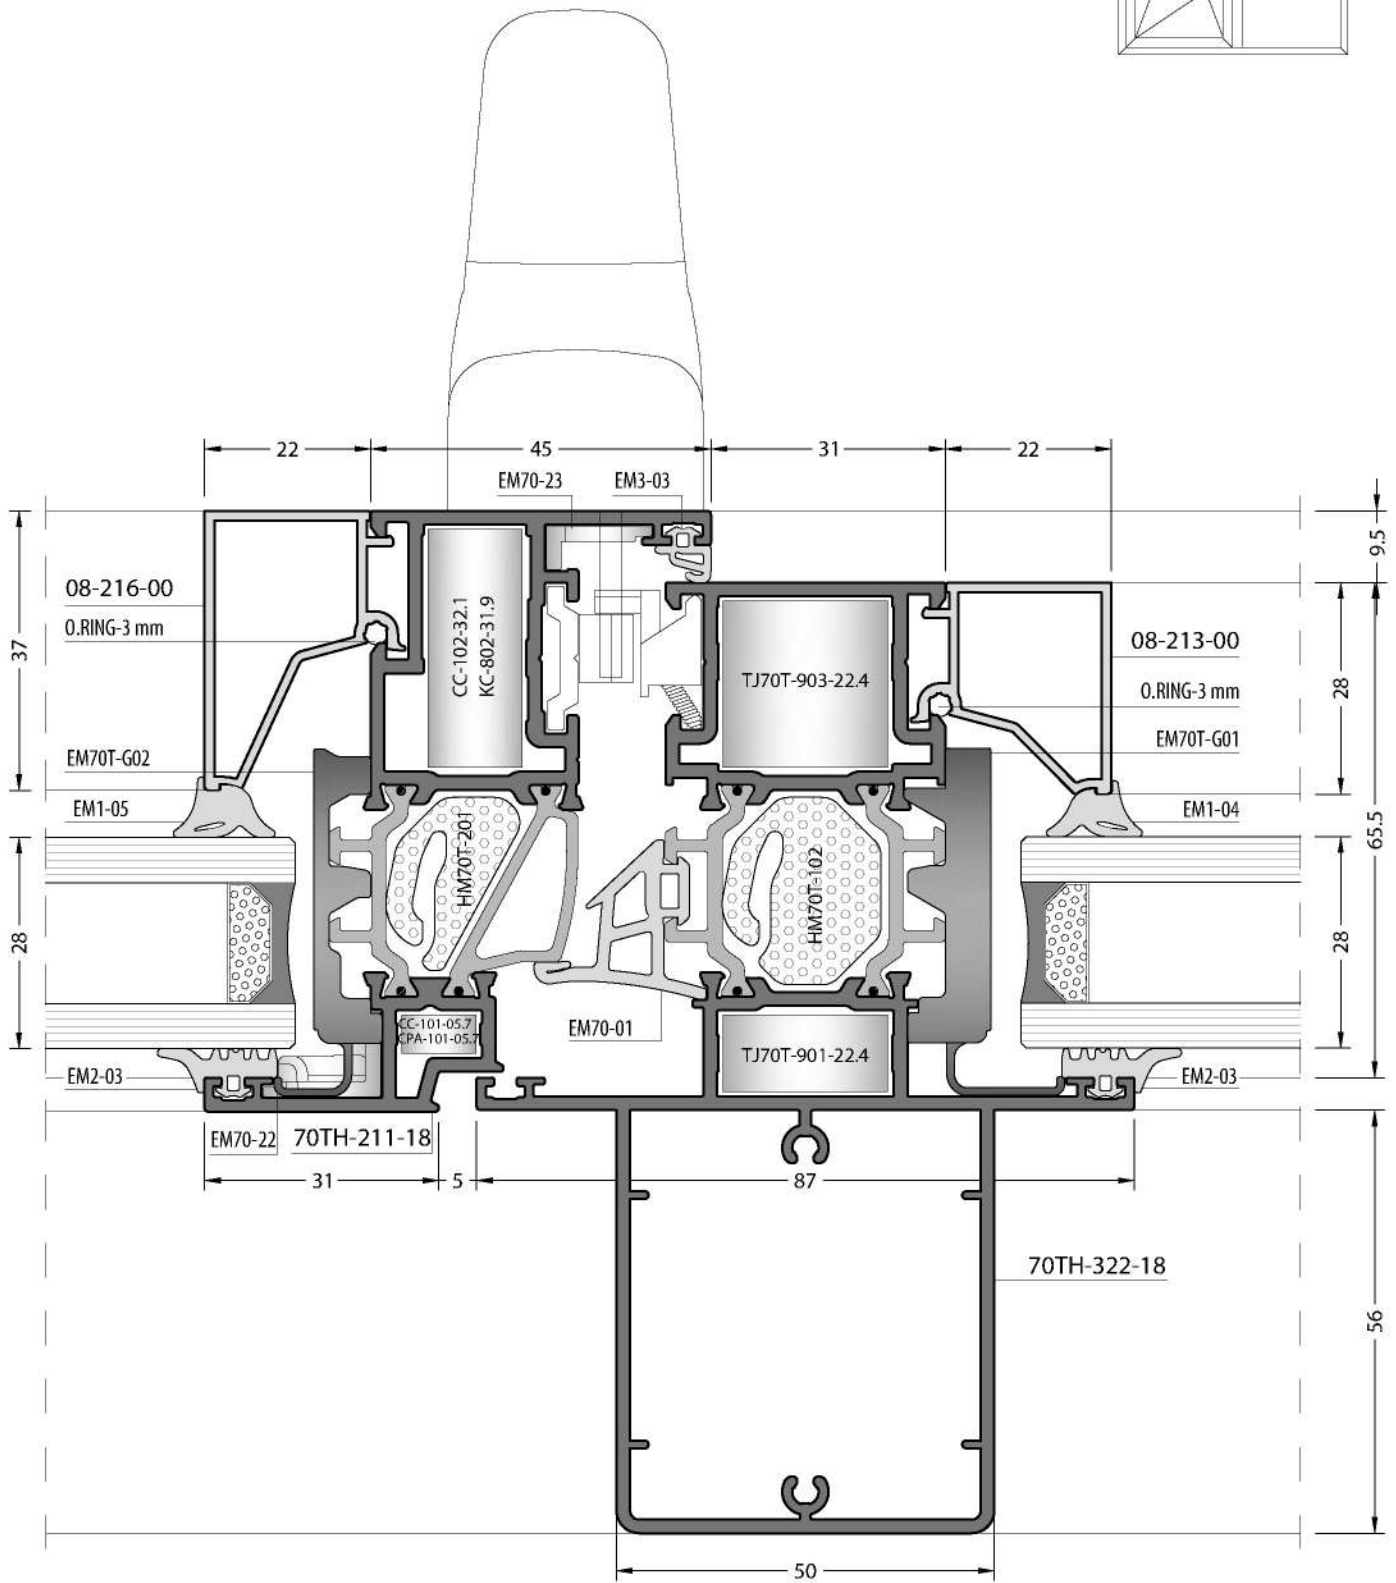 22
45
31
22
EM70-23
EM3-03
9.5
08-216-00
O.RING-3 mm
37
CC-102-32.1
KC-802-31.9
TJ70T-903-22.4
08-213-00
O.RING-3 mm
28
EM70T-G02
EM70T-G01
EM1-05
EM1-04
65.5
HM70T-201
HM70T-102
28
28
CC-101-05.7
CPA-101-05.7
EM70-01
TJ70T-901-22.4
EM2-03
EM2-03
EM70-22
70TH-211-18
31
5
87
70TH-322-18
56
50